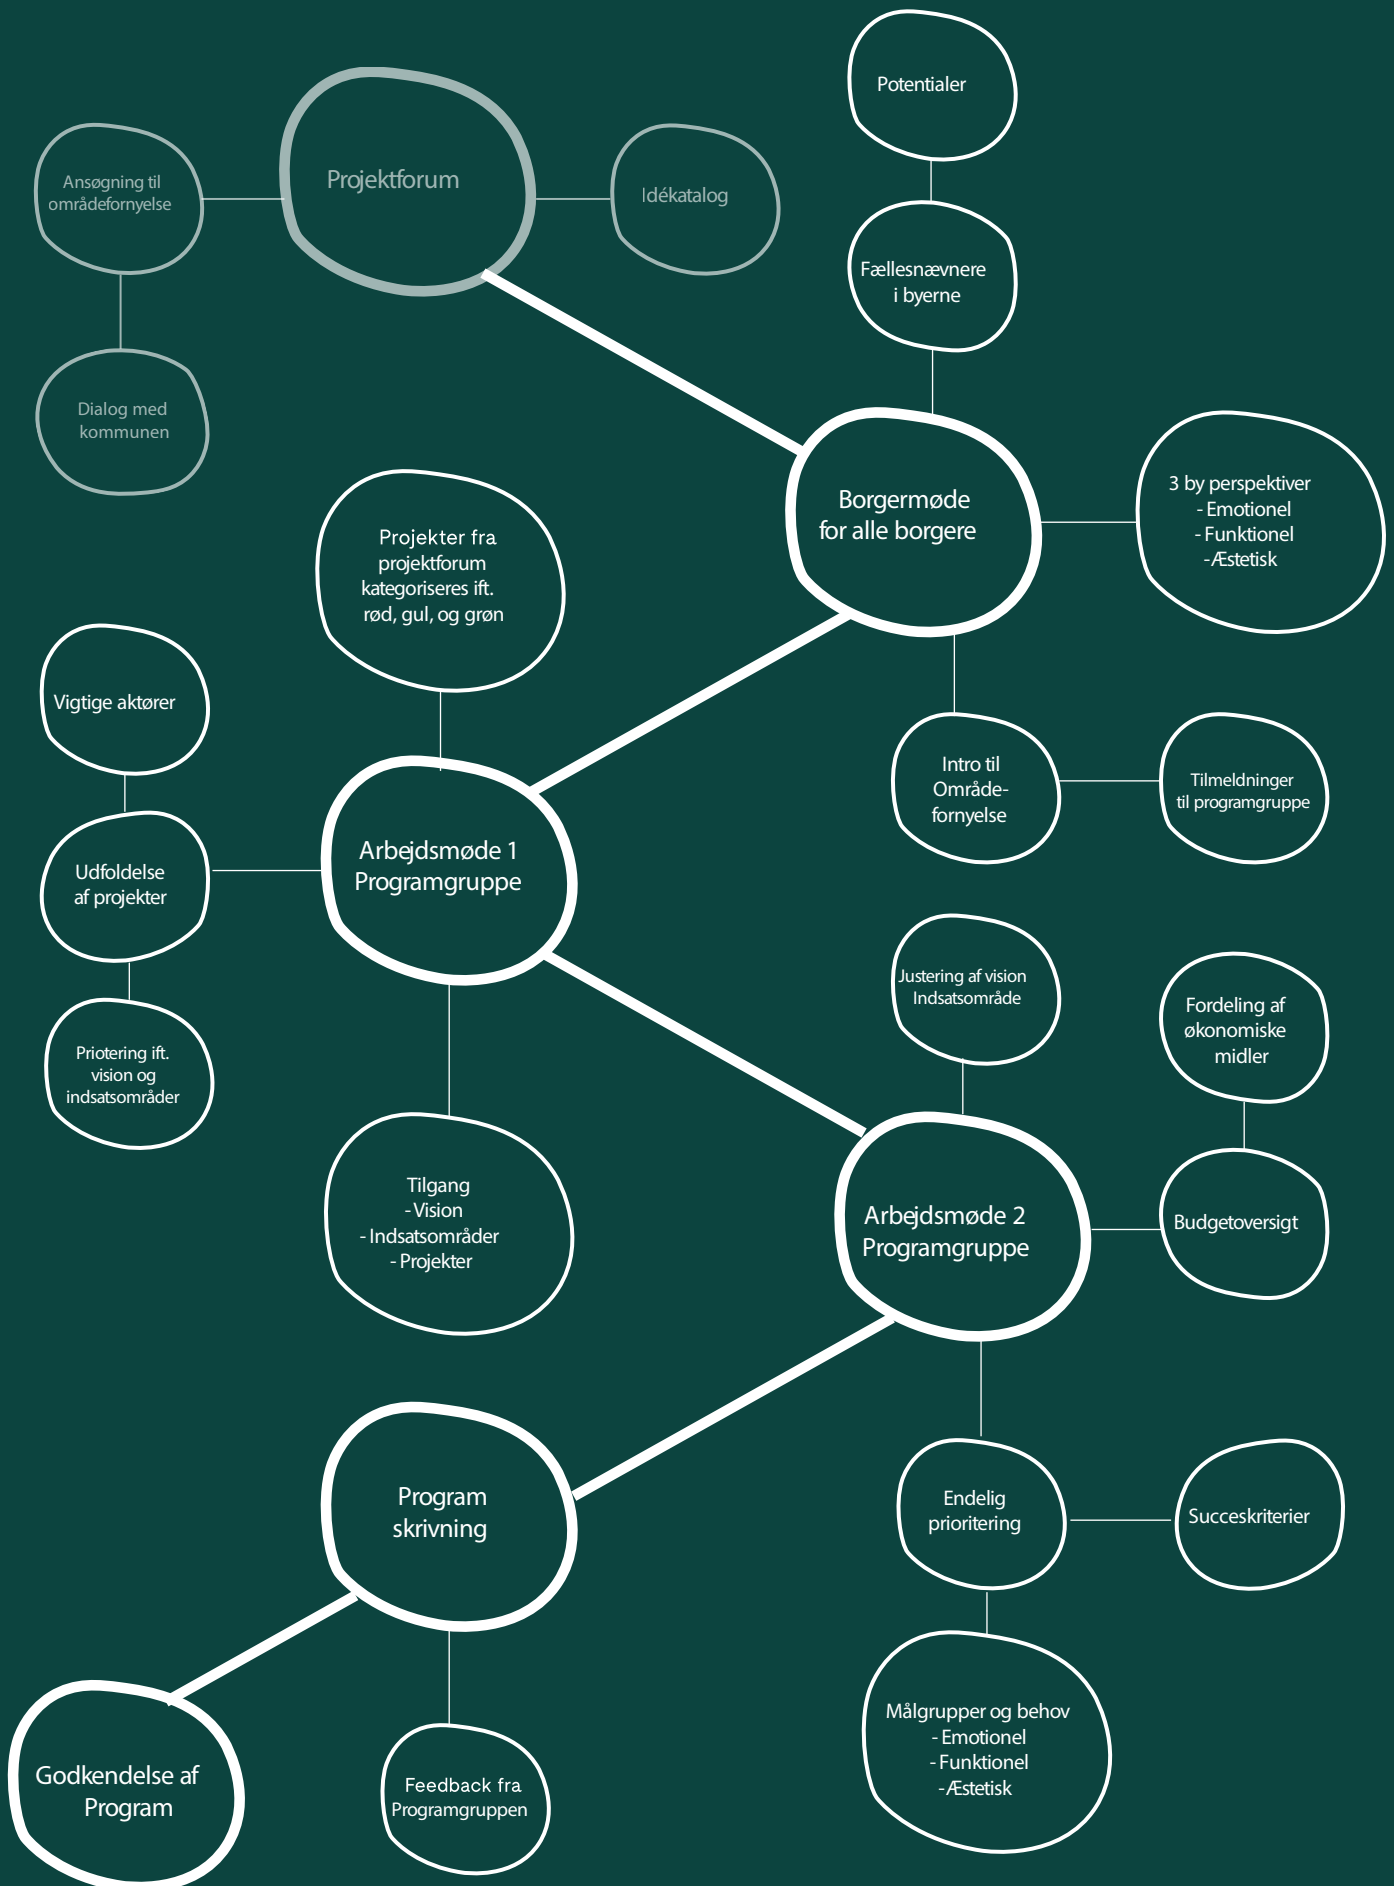 Potentialer
Ansøgning til
områdefornyelse
Projektforum
Idékatalog
Fællesnævnere
i byerne
Dialog med
kommunen
Borgermøde
for alle borgere
3 by perspektiver
- Emotionel
- Funktionel
- Æstetisk
Projekter fra
projektforum
kategoriseres ift.
rød, gul, og grøn
Vigtige aktører
Intro til
Område-
fornyelse
Tilmeldninger
til programgruppe
Arbejdsmøde 1
Programgruppe
Udfoldelse
af projekter
Priotering ift.
vision og
indsatsområder
Justering af vision
Indsatsområde
Fordeling af
økonomiske
midler
Tilgang
- Vision
- Indsatsområder
- Projekter
Arbejdsmøde 2
Programgruppe
Budgetoversigt
Program
skrivning
Endelig
prioritering
Succeskriterier
Målgrupper og behov
- Emotionel
- Funktionel
- Æstetisk
Godkendelse af
Program
Feedback fra
Programgruppen